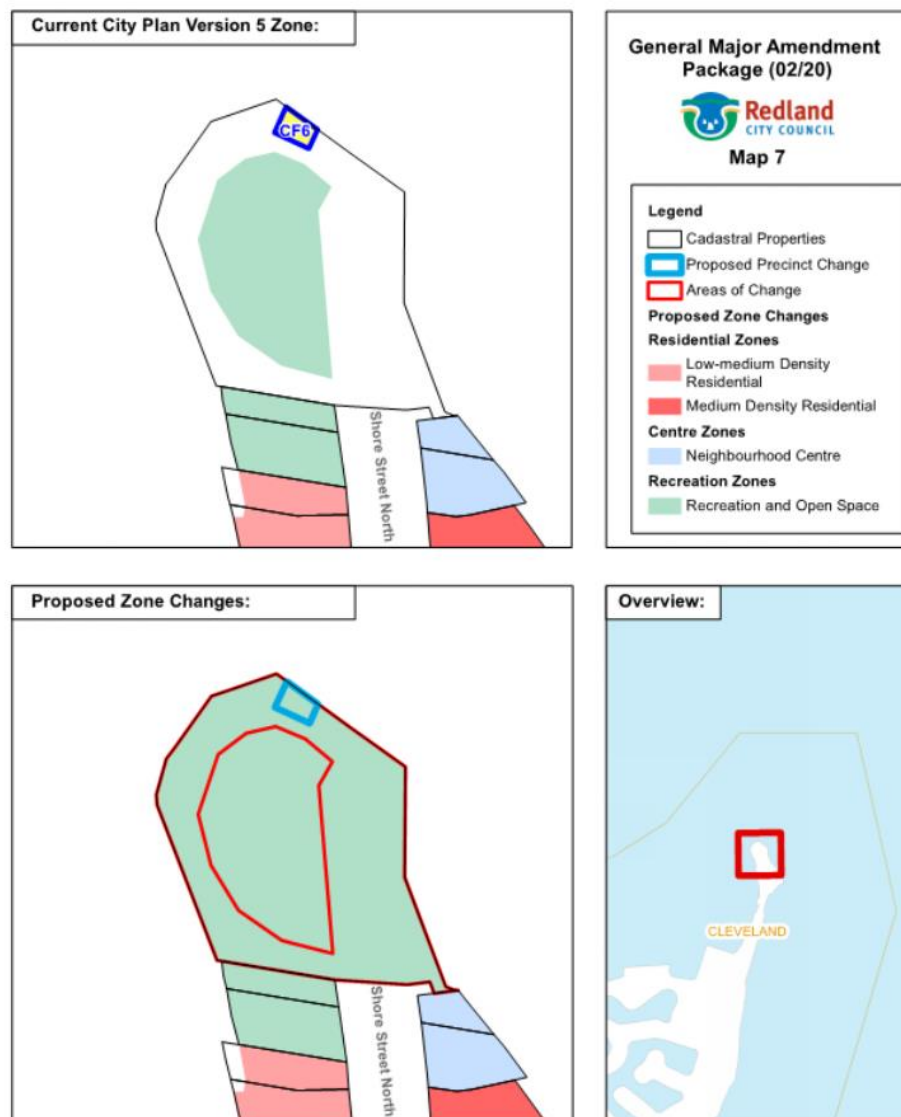 Current City Plan Version 5 Zone:
CF6
Shore Street North
General Major Amendment
Package (02/20)
Redland
CITY COUNCIL
Map 7
Legend
Cadastral Properties
Proposed Precinct Change
Areas of Change
Proposed Zone Changes
Residential Zones
Low-medium Density
Residential
Medium Density Residential
Centre Zones
Neighbourhood Centre
Recreation Zones
Recreation and Open Space
Proposed Zone Changes:
Shore Street North
Overview:
CLEVELAND